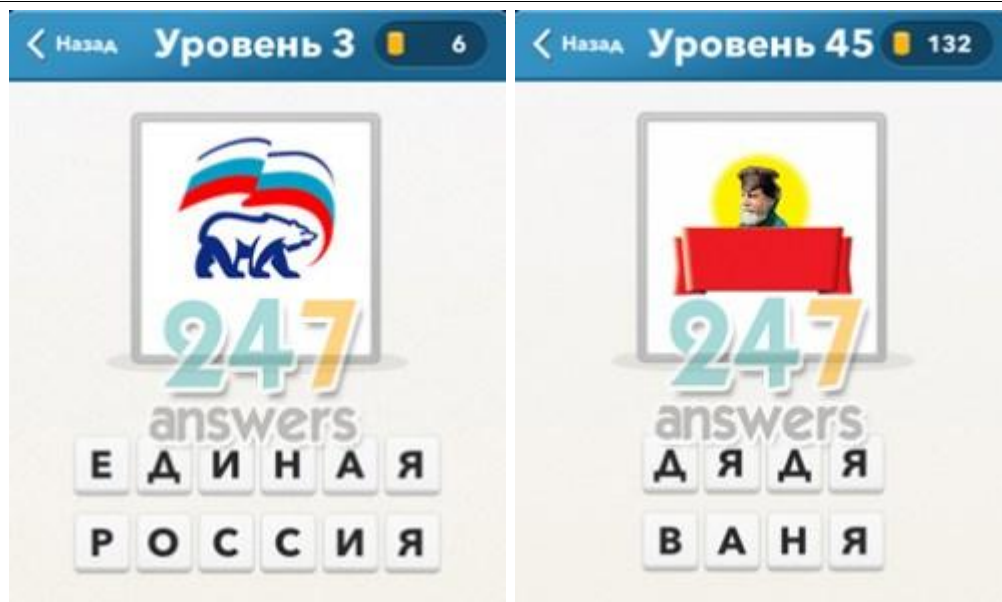 Назад Уровень 3 6
247
answers
ЕДИНАЯ
РОССИЯ
Назад Уровень 45 132
247
answers
ДЯДЯ
ВАНЯ